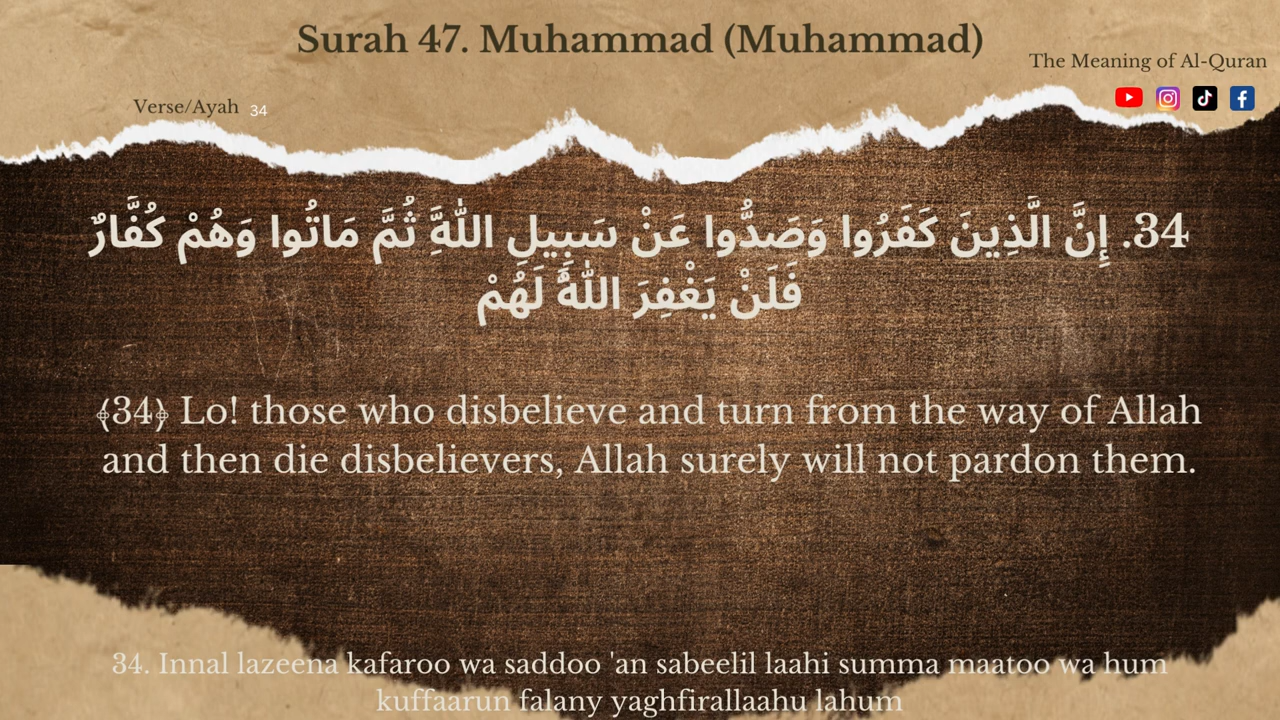 Surah 47. Muhammad (Muhammad)
The Meaning of Al-Quran
Verse/Ayah 34
34. إِنَّ الَّذِينَ كَفَرُوا وَصَدُّوا عَنْ سَبِيلِ اللَّهِ ثُمَّ مَاتُوا وَهُمْ كُفَّارٌ
فَلَنْ يَغْفِرَ اللَّهُ لَهُمْ
﴾34﴿ Lo! those who disbelieve and turn from the way of Allah
and then die disbelievers, Allah surely will not pardon them.
34. Innal lazeena kafaroo wa saddoo 'an sabeelil laahi summa maatoo wa hum
kuffaarun falany yaghfirallaahu lahum